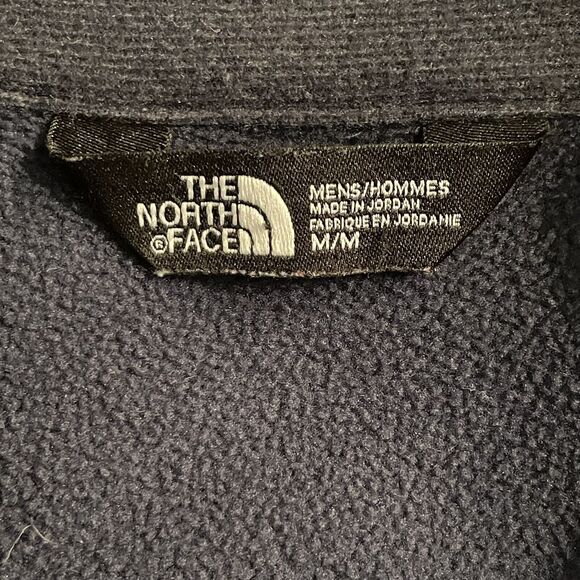 THE
NORTH
®FACE
MENS/HOMMES
MADE IN JORDAN
FABRIQUE EN JORDANIE
M/M